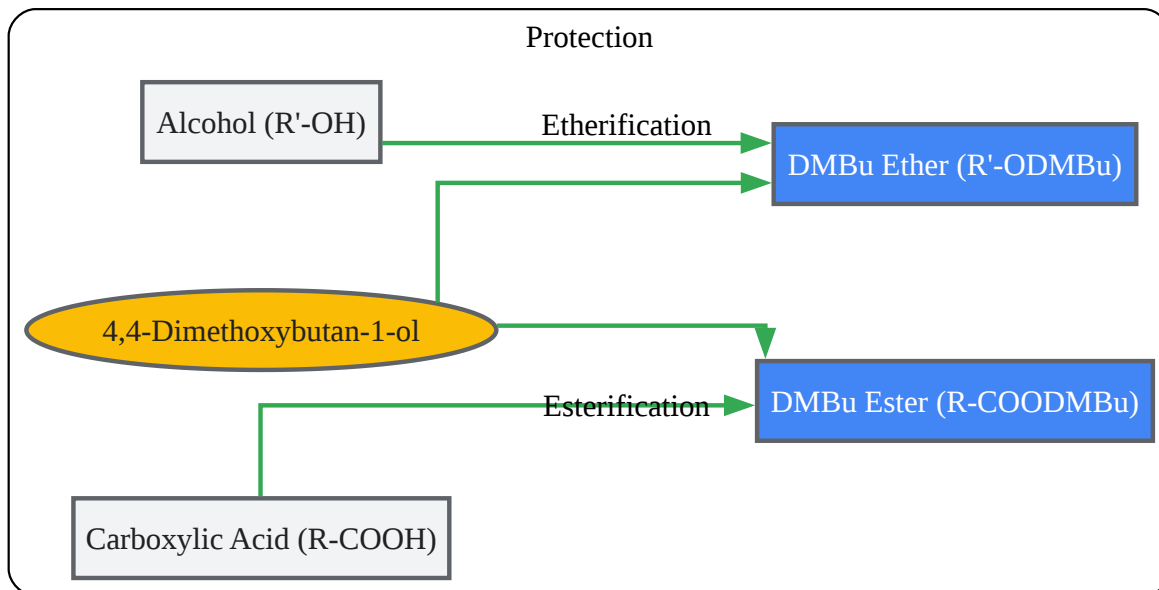 Protection
Alcohol (R'-OH)
Etherification
DMBu Ether (R'-ODMBu)
4,4-Dimethoxybutan-1-ol
Esterification
DMBu Ester (R-COODMBu)
Carboxylic Acid (R-COOH)